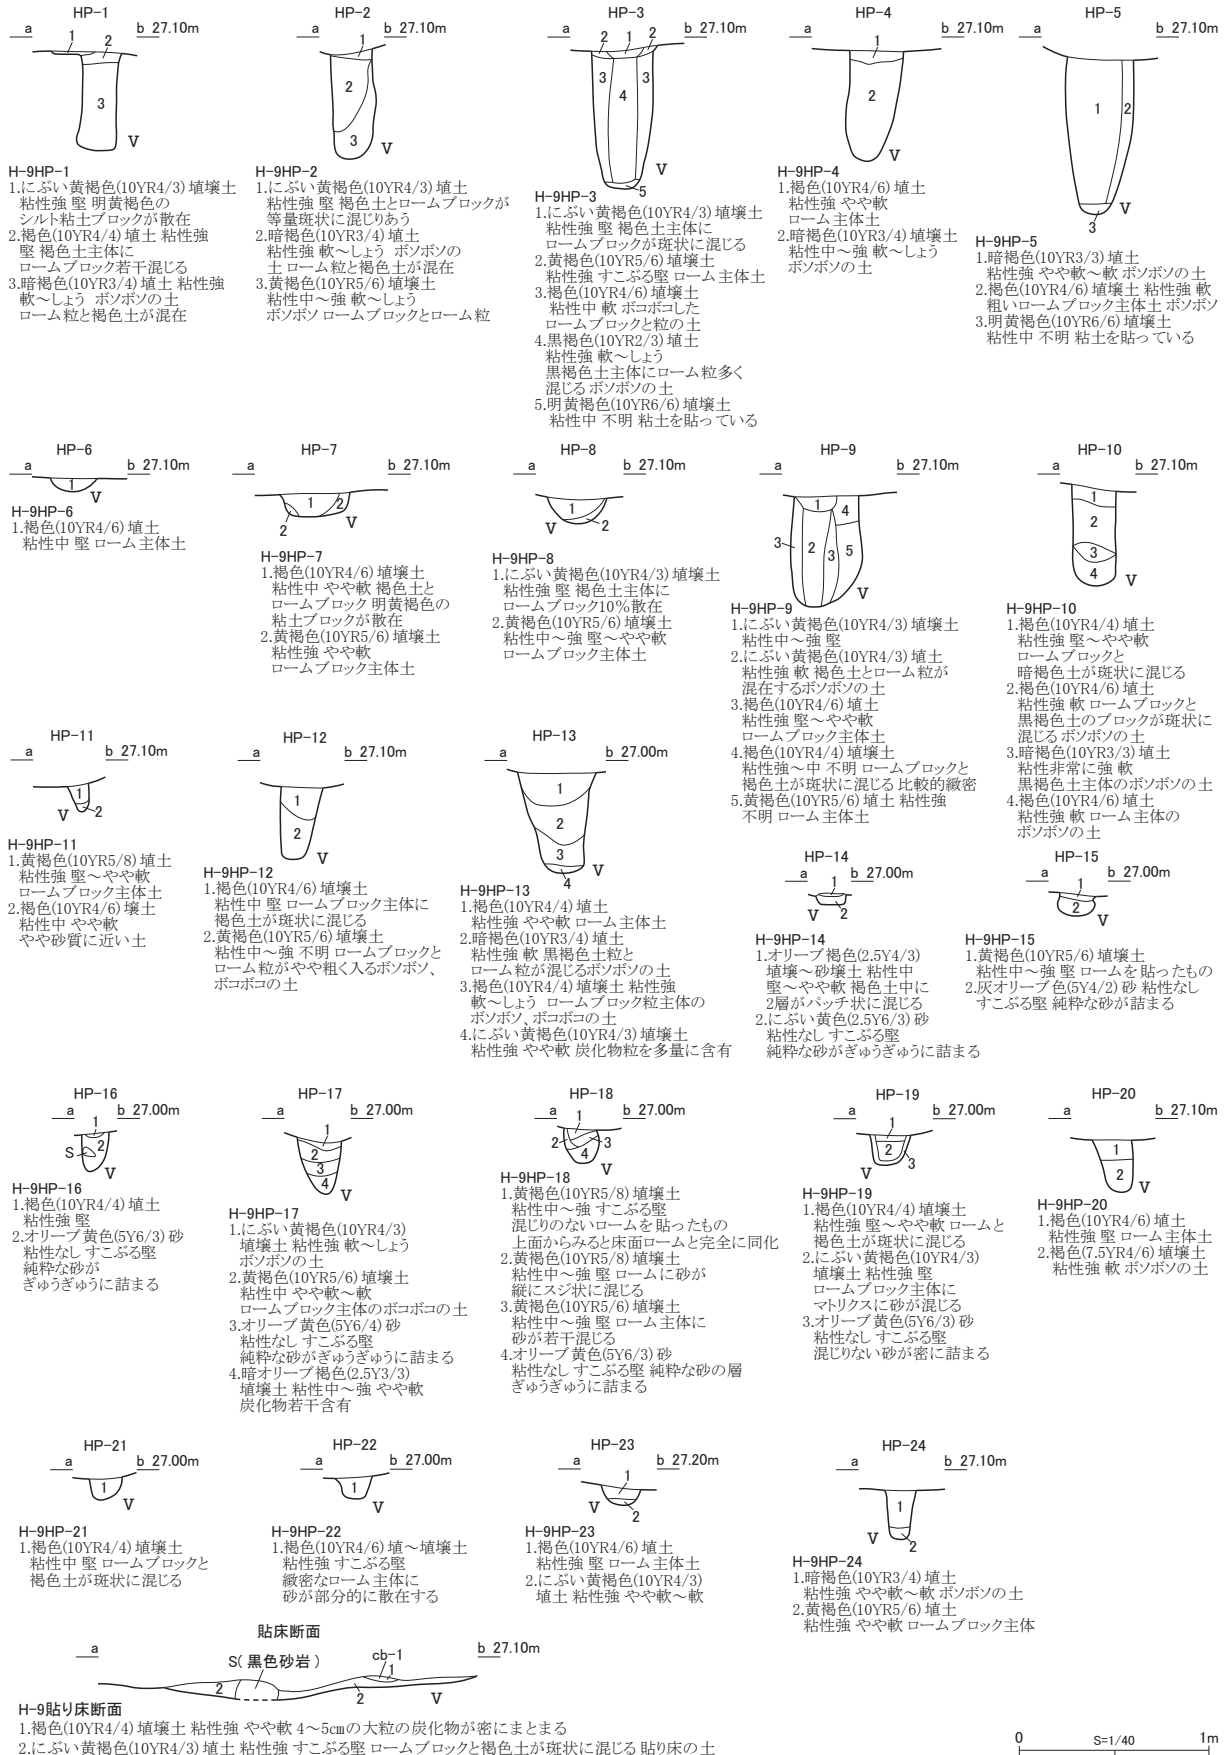 HP-1
a 1 2 b 27.10m
3
V
H-9HP-1
1.にぶい黄褐色(10YR4/3)埴壌土
粘性強 堅 明黄褐色の
シルト粘土ブロックが散在
2.褐色(10YR4/4)埴土 粘性強
堅 褐色土主体に
ロームブロック若干混じる
3.暗褐色(10YR3/4)埴土 粘性強
軟～しょう ボソボソの土
ローム粒と褐色土が混在
HP-2
a 1 b 27.10m
2
3
V
H-9HP-2
1.にぶい黄褐色(10YR4/3)埴土
粘性強 堅 褐色土とロームブロックが
等量斑状に混じりあう
2.暗褐色(10YR3/4)埴土
粘性強 軟～しょう ボソボソの
土 ローム粒と褐色土が混在
3.黄褐色(10YR5/6)埴壌土
粘性中～強 軟～しょう
ボソボソ ロームブロックとローム粒
HP-3
a 2 1 2 b 27.10m
3 4 3
V
5
H-9HP-3
1.にぶい黄褐色(10YR4/3)埴壌土
粘性強 堅 褐色土主体に
ロームブロックが斑状に混じる
2.黄褐色(10YR5/6)埴壌土
粘性強 すこぶる堅 ローム主体土
3.褐色(10YR4/6)埴壌土
粘性中 軟 ボコボコした
ロームブロックと粒の土
4.黒褐色(10YR2/3)埴土
粘性強 軟～しょう
黒褐色土主体にローム粒多く
混じるボソボソの土
5.明黄褐色(10YR6/6)埴壌土
粘性中 不明 粘土を貼っている
HP-4
a 1 b 27.10m
2
V
H-9HP-4
1.褐色(10YR4/6)埴土
粘性強 やや軟
ローム主体土
2.暗褐色(10YR3/4)埴壌土
粘性中～強 軟～しょう
ボソボソの土
HP-5
a b 27.10m
1 2
V
3
H-9HP-5
1.暗褐色(10YR3/3)埴土
粘性強 やや軟～軟 ボソボソの土
2.褐色(10YR4/6)埴壌土 粘性強 軟
粗いロームブロック主体土 ボソボソ
3.明黄褐色(10YR6/6)埴壌土
粘性中 不明 粘土を貼っている
HP-6
a b 27.10m
1
V
H-9HP-6
1.褐色(10YR4/6)埴土
粘性中 堅 ローム主体土
HP-7
a b 27.10m
1 2
2
V
H-9HP-7
1.褐色(10YR4/6)埴壌土
粘性中 やや軟 褐色土と
ロームブロック 明黄褐色の
粘土ブロックが散在
2.黄褐色(10YR5/6)埴壌土
粘性強 やや軟
ロームブロック主体土
HP-8
a b 27.10m
1
V 2
H-9HP-8
1.にぶい黄褐色(10YR4/3)埴壌土
粘性強 堅 褐色土主体に
ロームブロック10%散在
2.黄褐色(10YR5/6)埴壌土
粘性中～強 堅～やや軟
ロームブロック主体土
HP-9
a b 27.10m
1 4
3 2 3 5
V
H-9HP-9
1.にぶい黄褐色(10YR4/3)埴壌土
粘性中～強 堅
2.にぶい黄褐色(10YR4/3)埴土
粘性強 軟 褐色土とローム粒が
混在するボソボソの土
3.褐色(10YR4/6)埴土
粘性強 堅～やや軟
ロームブロック主体土
4.褐色(10YR4/4)埴壌土
粘性強～中 不明 ロームブロックと
褐色土が斑状に混じる 比較的緻密
5.黄褐色(10YR5/6)埴土 粘性強
不明 ローム主体土
HP-10
a b 27.10m
1
2
3
4
V
H-9HP-10
1.褐色(10YR4/4)埴土
粘性強 堅～やや軟
ロームブロックと
暗褐色土が斑状に混じる
2.褐色(10YR4/6)埴土
粘性強 軟 ロームブロックと
黒褐色土のブロックが斑状に
混じるボソボソの土
3.暗褐色(10YR3/3)埴土
粘性非常に強 軟
黒褐色土主体のボソボソの土
4.褐色(10YR4/6)埴土
粘性強 軟 ローム主体の
ボソボソの土
HP-11
a b 27.10m
1
V 2
H-9HP-11
1.黄褐色(10YR5/8)埴土
粘性強 堅～やや軟
ロームブロック主体土
2.褐色(10YR4/6)壌土
粘性中 やや軟
やや砂質に近い土
HP-12
a b 27.10m
1
2
V
H-9HP-12
1.褐色(10YR4/6)埴壌土
粘性中 堅 ロームブロック主体に
褐色土が斑状に混じる
2.黄褐色(10YR5/6)埴壌土
粘性中～強 不明 ロームブロックと
ローム粒がやや粗く入るボソボソ、
ボコボコの土
HP-13
a b 27.00m
1
2
3
4
V
H-9HP-13
1.褐色(10YR4/4)埴土
粘性強 やや軟 ローム主体土
2.暗褐色(10YR3/4)埴土
粘性強 軟 黒褐色土粒と
ローム粒が混じるボソボソの土
3.褐色(10YR4/4)埴壌土 粘性強
軟～しょう ロームブロック粒主体の
ボソボソ、ボコボコの土
4.にぶい黄褐色(10YR4/3)埴壌土
粘性強 やや軟 炭化物粒を多量に含有
HP-14
a 1 b 27.00m
V 2
H-9HP-14
1.オリーブ褐色(2.5Y4/3)
埴壌～砂壌土 粘性中
堅～やや軟 褐色土中に
2層がパッチ状に混じる
2.にぶい黄色(2.5Y6/3)砂
粘性なし すこぶる堅
純粋な砂がぎゅうぎゅうに詰まる
HP-15
a 1 b 27.00m
2
V
H-9HP-15
1.黄褐色(10YR5/6)埴壌土
粘性中～強 堅 ロームを貼ったもの
2.灰オリーブ色(5Y4/2)砂 粘性なし
すこぶる堅 純粋な砂が詰まる
HP-16
a 1 b 27.00m
S 2
V
H-9HP-16
1.褐色(10YR4/4)埴土
粘性強 堅
2.オリーブ黄色(5Y6/3)砂
粘性なし すこぶる堅
純粋な砂が
ぎゅうぎゅうに詰まる
HP-17
a 1 b 27.00m
2
3
4
V
H-9HP-17
1.にぶい黄褐色(10YR4/3)
埴壌土 粘性強 軟～しょう
ボソボソの土
2.黄褐色(10YR5/6)埴壌土
粘性中 やや軟～軟
ロームブロック主体のボコボコの土
3.オリーブ黄色(5Y6/4)砂
粘性なし すこぶる堅
純粋な砂がぎゅうぎゅうに詰まる
4.暗オリーブ褐色(2.5Y3/3)
埴壌土 粘性中～強 やや軟
炭化物若干含有
HP-18
a 1 b 27.00m
2 3
4
V
H-9HP-18
1.黄褐色(10YR5/8)埴壌土
粘性中～強 すこぶる堅
混じりのないロームを貼ったもの
上面からみると床面ロームと完全に同化
2.黄褐色(10YR5/8)埴壌土
粘性中～強 堅 ロームに砂が
縦にスジ状に混じる
3.黄褐色(10YR5/6)埴壌土
粘性中～強 堅 ローム主体に
砂が若干混じる
4.オリーブ黄色(5Y6/3)砂
粘性なし すこぶる堅 純粋な砂の層
ぎゅうぎゅうに詰まる
HP-19
a 1 b 27.00m
2
V 3
H-9HP-19
1.褐色(10YR4/4)埴壌土
粘性強 堅～やや軟 ロームと
褐色土が斑状に混じる
2.にぶい黄褐色(10YR4/3)
埴壌土 粘性強 堅
ロームブロック主体に
マトリクスに砂が混じる
3.オリーブ黄色(5Y6/3)砂
粘性なし すこぶる堅
混じりない砂が密に詰まる
HP-20
a b 27.10m
1
2
V
H-9HP-20
1.褐色(10YR4/6)埴土
粘性強 堅 ローム主体土
2.褐色(7.5YR4/6)埴壌土
粘性強 軟 ボソボソの土
HP-21
a b 27.00m
1
V
H-9HP-21
1.褐色(10YR4/4)埴壌土
粘性中 堅 ロームブロックと
褐色土が斑状に混じる
HP-22
a b 27.00m
1
V
H-9HP-22
1.褐色(10YR4/6)埴～埴壌土
粘性強 すこぶる堅
緻密なローム主体に
砂が部分的に散在する
HP-23
a 1 b 27.20m
V 2
H-9HP-23
1.褐色(10YR4/6)埴土
粘性強 堅 ローム主体土
2.にぶい黄褐色(10YR4/3)
埴土 粘性強 やや軟～軟
HP-24
a b 27.10m
1
V 2
H-9HP-24
1.暗褐色(10YR3/4)埴土
粘性強 やや軟～軟 ボソボソの土
2.黄褐色(10YR5/6)埴土
粘性強 やや軟 ロームブロック主体
貼床断面
a S(黒色砂岩) cb-1 b 27.10m
1
2 2 V
H-9貼り床断面
1.褐色(10YR4/4)埴壌土 粘性強 やや軟 4～5cmの大粒の炭化物が密にまとまる
2.にぶい黄褐色(10YR4/3)埴土 粘性強 すこぶる堅 ロームブロックと褐色土が斑状に混じる 貼り床の土
0 S=1/40 1m